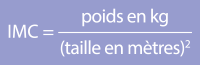 IMC = poids en kg
(taille en mètres)²